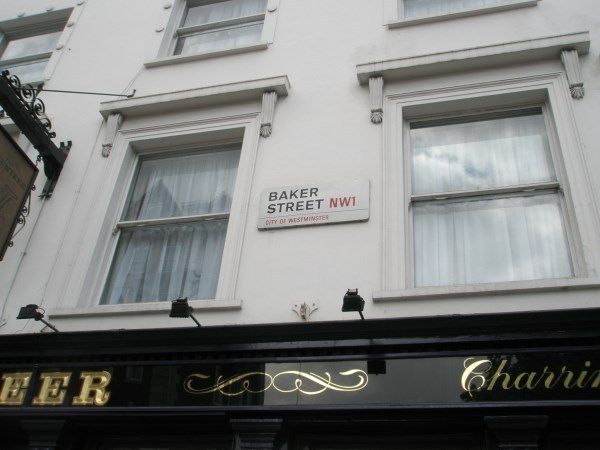 BAKER
STREET NW1
CITY OF WESTMINSTER
EER
Charrin